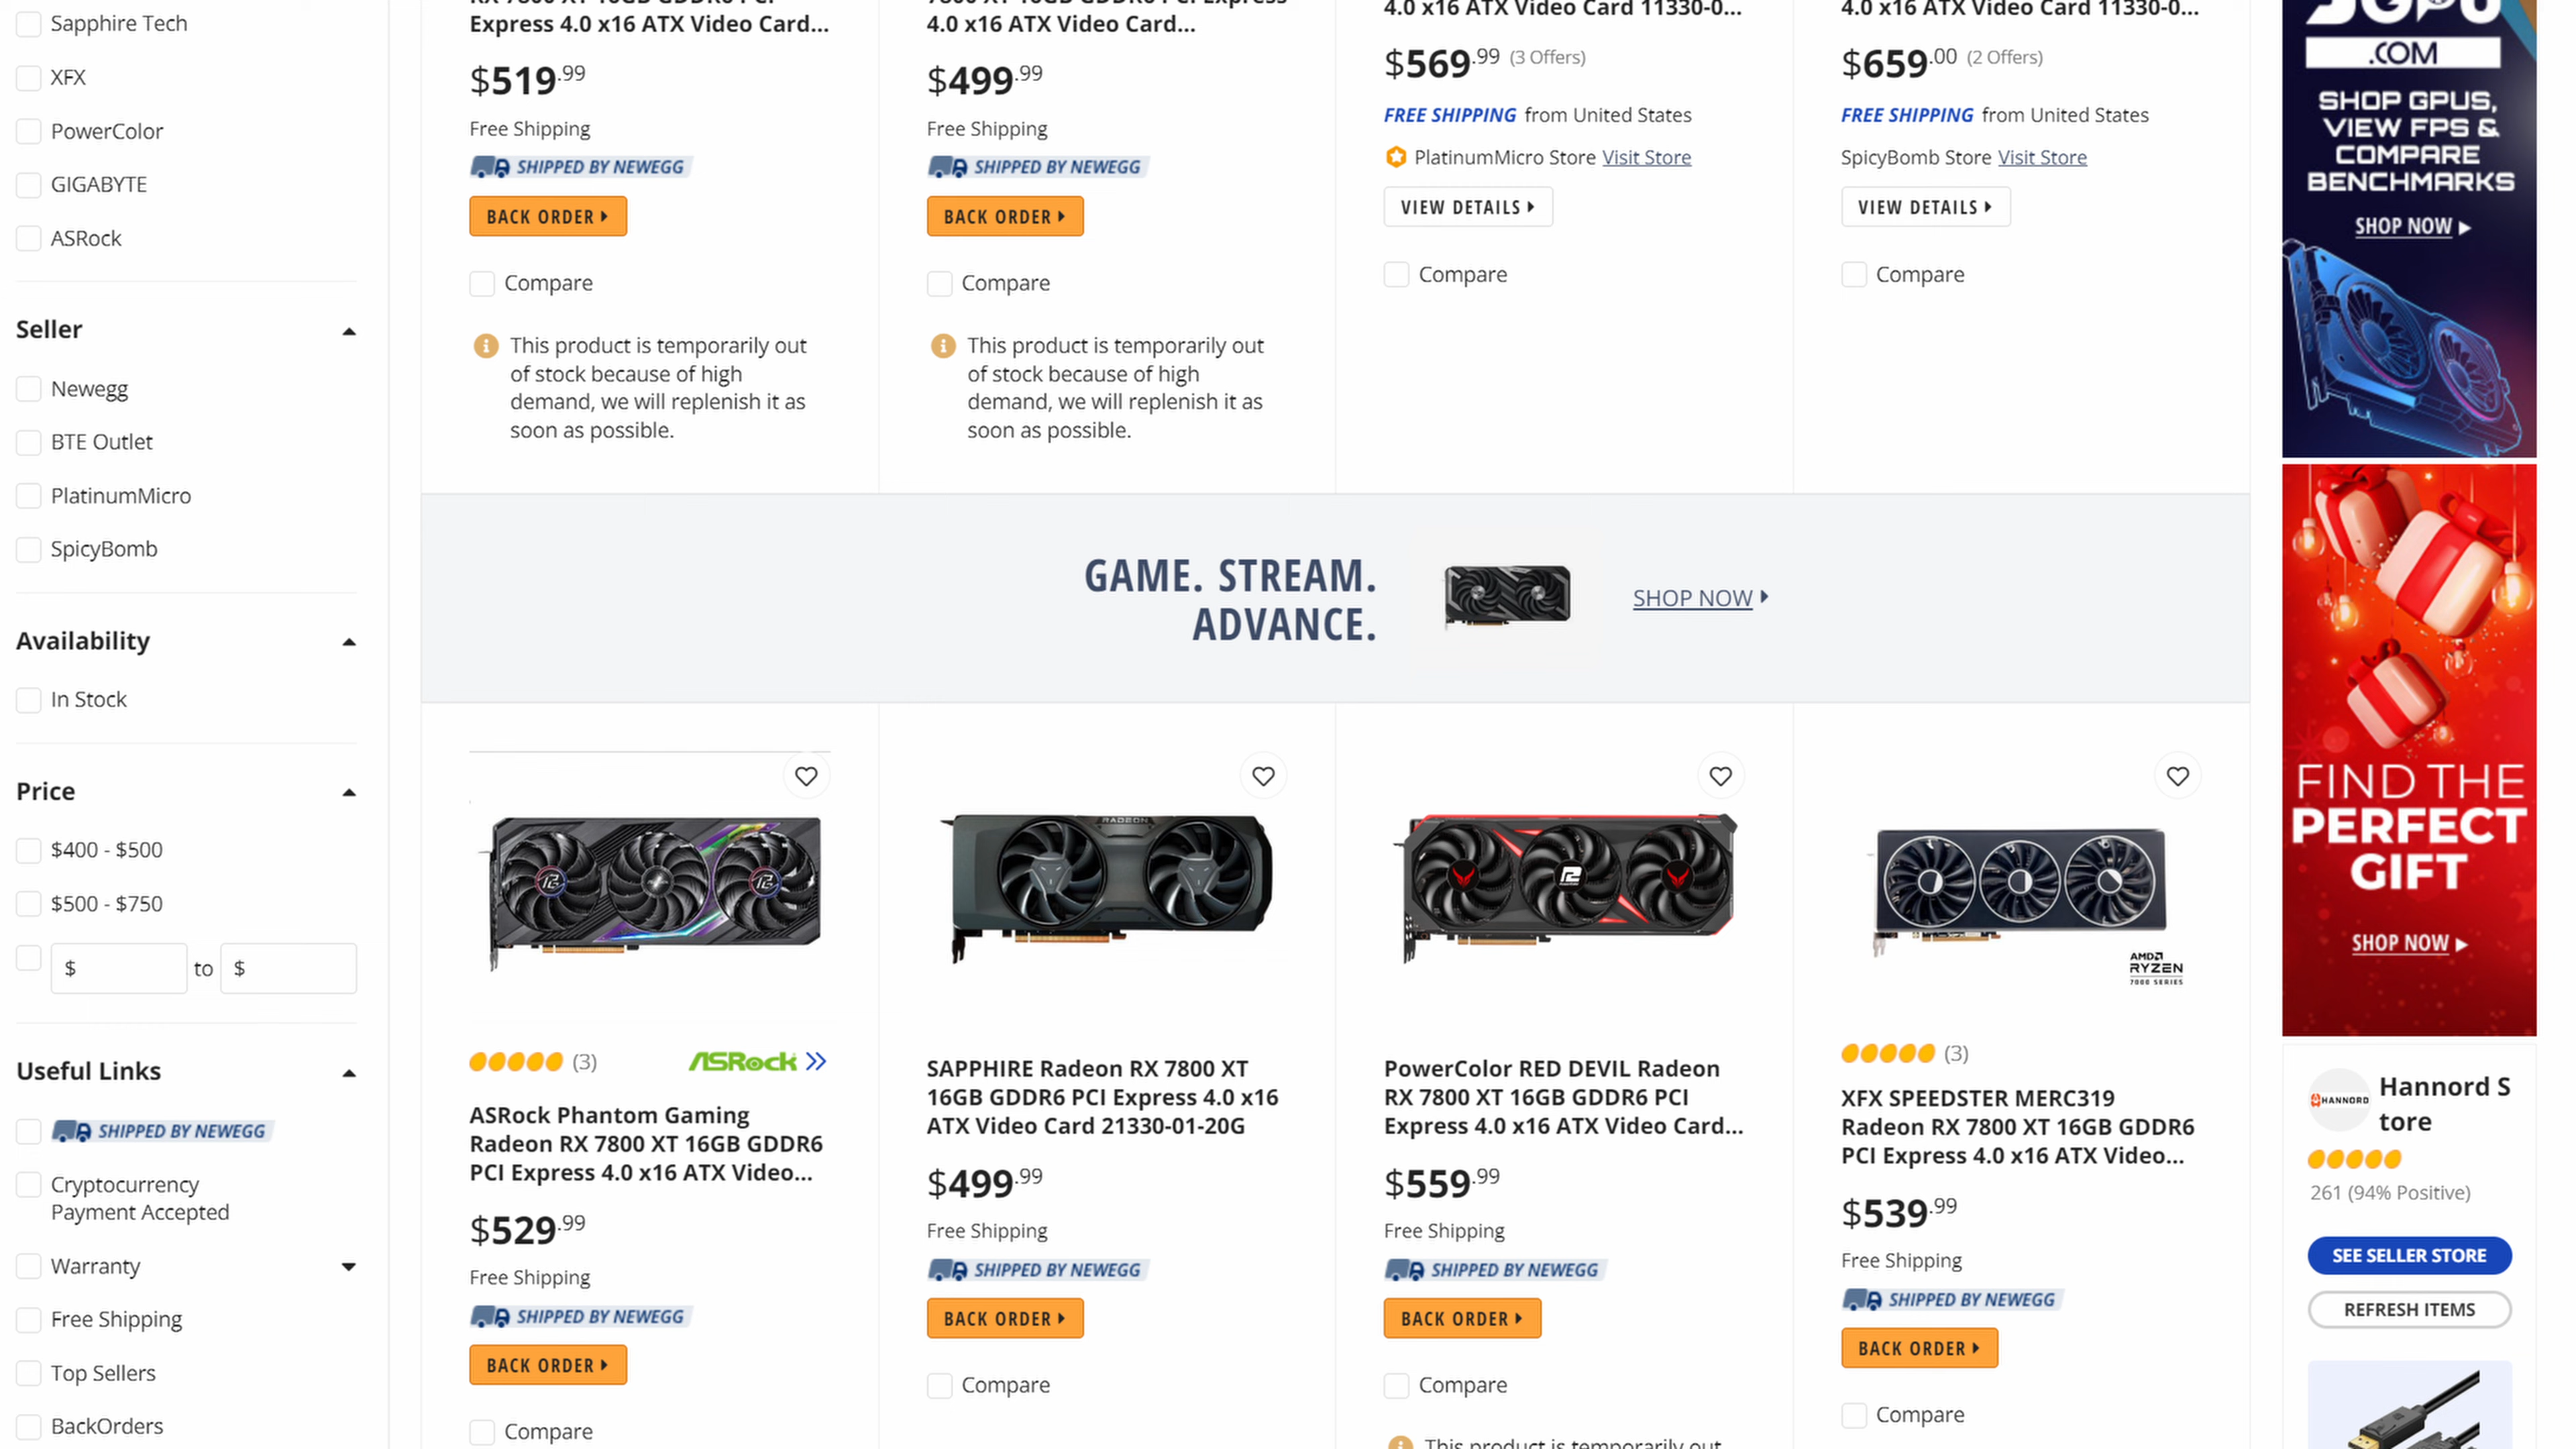 Sapphire Tech
XFX
PowerColor
GIGABYTE
ASRock
Seller
Newegg
BTE Outlet
PlatinumMicro
SpicyBomb
Availability
In Stock
Price
$400 - $500
$500 - $750
$ to $
Useful Links
SHIPPED BY NEWEGG
Cryptocurrency
Payment Accepted
Warranty
Free Shipping
Top Sellers
BackOrders
Express 4.0 x16 ATX Video Card...
$519.99
Free Shipping
SHIPPED BY NEWEGG
BACK ORDER
Compare
This product is temporarily out
of stock because of high
demand, we will replenish it as
soon as possible.
4.0 x16 ATX Video Card...
$499.99
Free Shipping
SHIPPED BY NEWEGG
BACK ORDER
Compare
This product is temporarily out
of stock because of high
demand, we will replenish it as
soon as possible.
4.0 x16 ATX Video Card 11330-0...
$569.99 (3 Offers)
FREE SHIPPING from United States
PlatinumMicro Store Visit Store
VIEW DETAILS
Compare
4.0 x16 ATX Video Card 11330-0...
$659.00 (2 Offers)
FREE SHIPPING from United States
SpicyBomb Store Visit Store
VIEW DETAILS
Compare
GAME. STREAM.
ADVANCE.
SHOP NOW
(3) ASRock
ASRock Phantom Gaming
Radeon RX 7800 XT 16GB GDDR6
PCI Express 4.0 x16 ATX Video...
$529.99
Free Shipping
SHIPPED BY NEWEGG
BACK ORDER
Compare
RADEON
SAPPHIRE Radeon RX 7800 XT
16GB GDDR6 PCI Express 4.0 x16
ATX Video Card 21330-01-20G
$499.99
Free Shipping
SHIPPED BY NEWEGG
BACK ORDER
Compare
PowerColor RED DEVIL Radeon
RX 7800 XT 16GB GDDR6 PCI
Express 4.0 x16 ATX Video Card...
$559.99
Free Shipping
SHIPPED BY NEWEGG
BACK ORDER
Compare
This product is temporarily out
AMD
RYZEN
7000 SERIES
(3)
XFX SPEEDSTER MERC319
Radeon RX 7800 XT 16GB GDDR6
PCI Express 4.0 x16 ATX Video...
$539.99
Free Shipping
SHIPPED BY NEWEGG
BACK ORDER
Compare
.COM
SHOP GPUS,
VIEW FPS &
COMPARE
BENCHMARKS
SHOP NOW
FIND THE
PERFECT
GIFT
SHOP NOW
HANNORD
Hannord S
tore
261 (94% Positive)
SEE SELLER STORE
REFRESH ITEMS